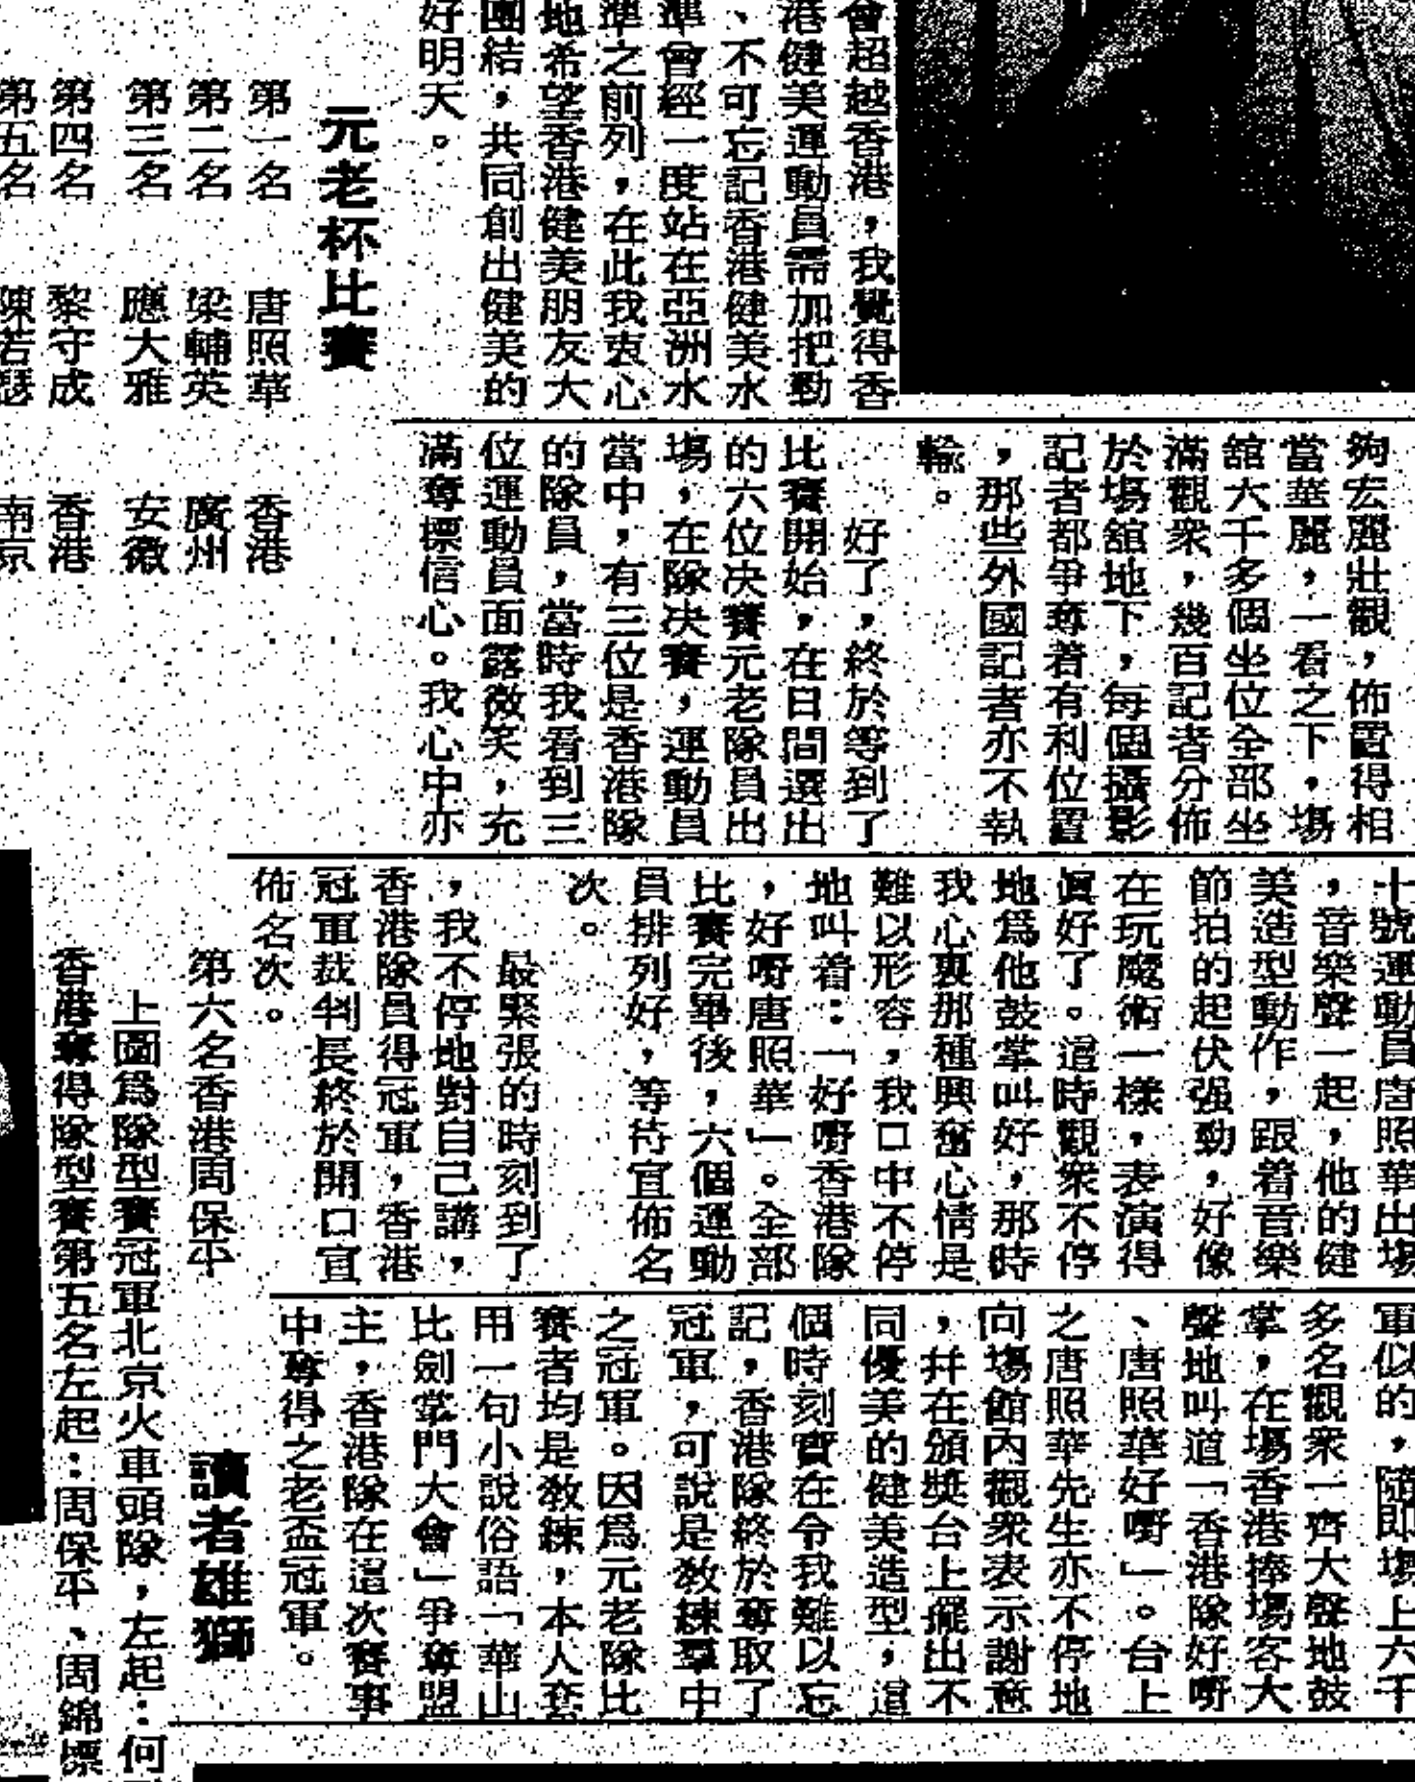 會超越香港，我覺得香
港健美運動員需加把勁
、不可忘記香港健美水
準曾經一度站在亞洲水
準之前列，在此我衷心
地希望香港健美朋友大
團結，共同創出健美的
好明天。
元老杯比賽
第一名　唐照華　香港
第二名　梁輔英　廣州
第三名　應大雅　安徽
第四名　黎守成　香港
第五名　陳若瑟　南京
夠宏麗壯觀，佈置得相
當華麗，一看之下，場
舘大千多個坐位全部坐
滿觀衆，幾百記者分佈
於場舘地下，每個攝影
記者都爭奪着有利位置
，那些外國記者亦不執
輸。
好了，終於等到了
比賽開始，在日間選出
的六位决賽元老隊員出
場，在隊决賽，運動員
當中，有三位是香港隊
的隊員，當時我看到三
位運動員面露微笑，充
滿奪標信心。我心中亦
十號運動員唐照華出場
，音樂聲一起，他的健
美造型動作，跟着音樂
節拍的起伏强勁，好像
在玩魔術一樣，表演得
眞好了。這時觀衆不停
地爲他鼓掌叫好，那時
我心裏那種興奮心情是
難以形容，我口中不停
地叫着：「好嘢香港隊
，好嘢唐照華」。全部
比賽完畢後，六個運動
員排列好，等待宣佈名
次。
最緊張的時刻到了
，我不停地對自己講，
香港隊員得冠軍，香港
冠軍裁判長終於開口宣
佈名次。
第六名香港周保平
上圖爲隊型賽冠軍北京火車頭隊，左起：何
香港奪得隊型賽第五名左起：周保平、周錦標
軍似的，隨即場上六千
多名觀衆一齊大聲地鼓
掌，在場香港捧場客大
聲地叫道「香港隊好嘢
、唐照華好嘢」。台上
之唐照華先生亦不停地
向場館內觀衆表示謝意
，幷在頒獎台上擺出不
同優美的健美造型，這
個時刻實在令我難以忘
記，香港隊終於奪取了
冠軍，可說是敎練羣中
之冠軍。因爲元老隊比
賽者均是敎練，本人套
用一句小說俗語「華山
比劍掌門大會」爭奪盟
主，香港隊在這次賽事
中奪得之老盃冠軍。
讀者雄獅